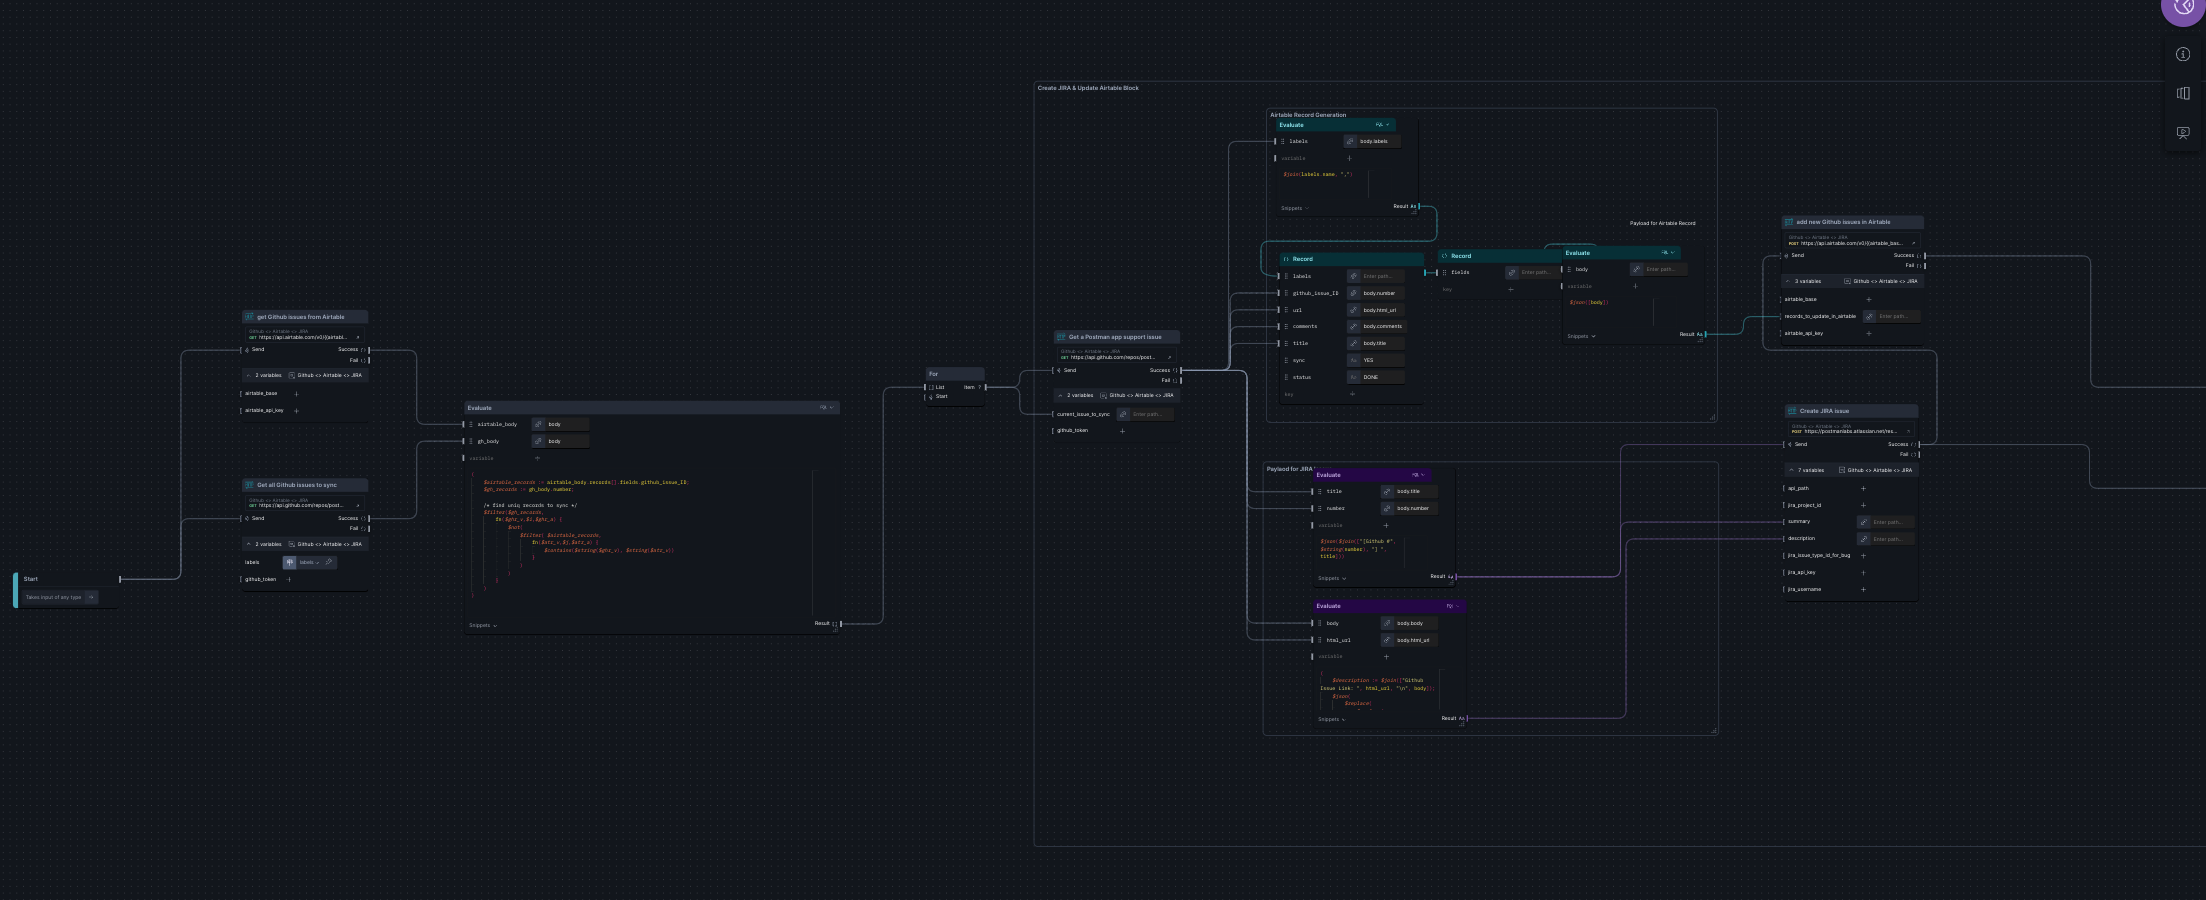 Create JIRA & Update Airtable Block
Airtable Record Generation
Evaluate
FQL
labels
body.labels
variable
$join(labels.name, ",")
Snippets
Result
Payload for Airtable Record
Record
labels
Enter path...
github_issue_ID
body.number
url
body.html_url
comments
body.comments
title
body.title
sync
YES
status
DONE
key
Record
fields
Enter path...
key
Evaluate
FQL
body
Enter path...
variable
$json([body])
Snippets
Result
add new Github issues in Airtable
Github <> Airtable <> JIRA
POST https://api.airtable.com/v0/{{airtable_bas...
Send
Success
Fail
3 variables
Github <> Airtable <> JIRA
airtable_base
records_to_update_in_airtable
Enter path...
airtable_api_key
get Github issues from Airtable
Github <> Airtable <> JIRA
GET https://api.airtable.com/v0/{{airtabl...
Send
Success
Fail
2 variables
Github <> Airtable <> JIRA
airtable_base
airtable_api_key
Get a Postman app support issue
Github <> Airtable <> JIRA
GET https://api.github.com/repos/post...
Send
Success
Fail
2 variables
Github <> Airtable <> JIRA
current_issue_to_sync
Enter path...
github_token
For
List
Item
Start
Evaluate
FQL
airtable_body
body
gh_body
body
variable
{
$airtable_records := airtable_body.records[].fields.github_issue_ID;
$gh_records := gh_body.number;
/* find uniq records to sync */
$filter($gh_records,
$not(
$filter( $airtable_records,
Snippets
Result
Get all Github issues to sync
Github <> Airtable <> JIRA
GET https://api.github.com/repos/post...
Send
Success
Fail
2 variables
Github <> Airtable <> JIRA
labels
labels
github_token
Start
Takes input of any type
Create JIRA issue
Github <> Airtable <> JIRA
POST https://postmanlabs.atlassian.net/res...
Send
Success
Fail
7 variables
Github <> Airtable <> JIRA
api_path
jira_project_id
summary
Enter path...
description
Enter path...
jira_issue_type_id_for_bug
jira_api_key
jira_username
Paylaod for JIRA
Evaluate
FQL
title
body.title
number
body.number
variable
$json($join(["[Github #",
$string(number), "] ",
title]))
Snippets
Result
Evaluate
FQL
body
body.body
html_url
body.html_url
variable
$description := $join(["Github
Issue Link: ", html_url, "\n", body]);
$json(
$replace(
Snippets
Result